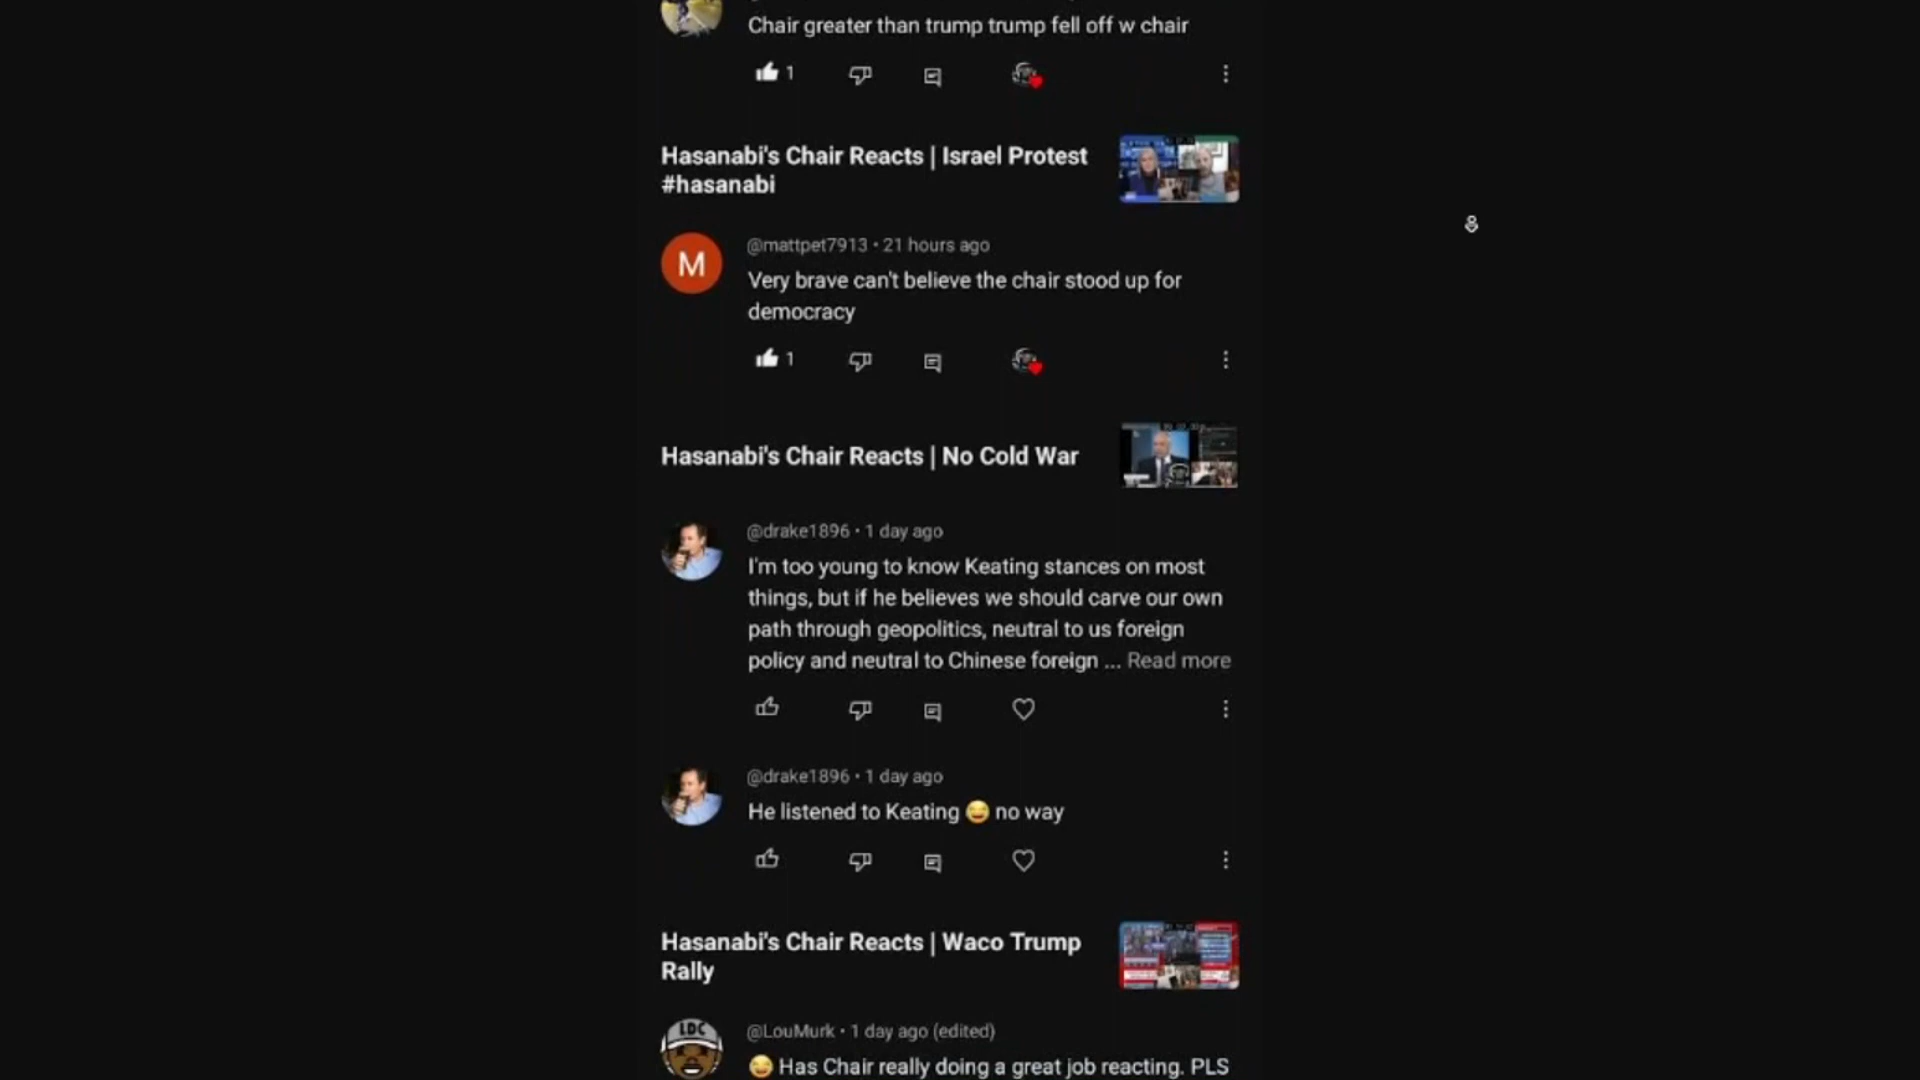 Chair greater than trump trump fell off w chair
1
Hasanabi's Chair Reacts | Israel Protest
#hasanabi
M
@mattpet7913 • 21 hours ago
Very brave can't believe the chair stood up for
democracy
1
Hasanabi's Chair Reacts | No Cold War
@drake1896 • 1 day ago
I'm too young to know Keating stances on most
things, but if he believes we should carve our own
path through geopolitics, neutral to us foreign
policy and neutral to Chinese foreign ... Read more
@drake1896 • 1 day ago
He listened to Keating 😂 no way
Hasanabi's Chair Reacts | Waco Trump
Rally
LDC
@LouMurk • 1 day ago (edited)
😂 Has Chair really doing a great job reacting. PLS